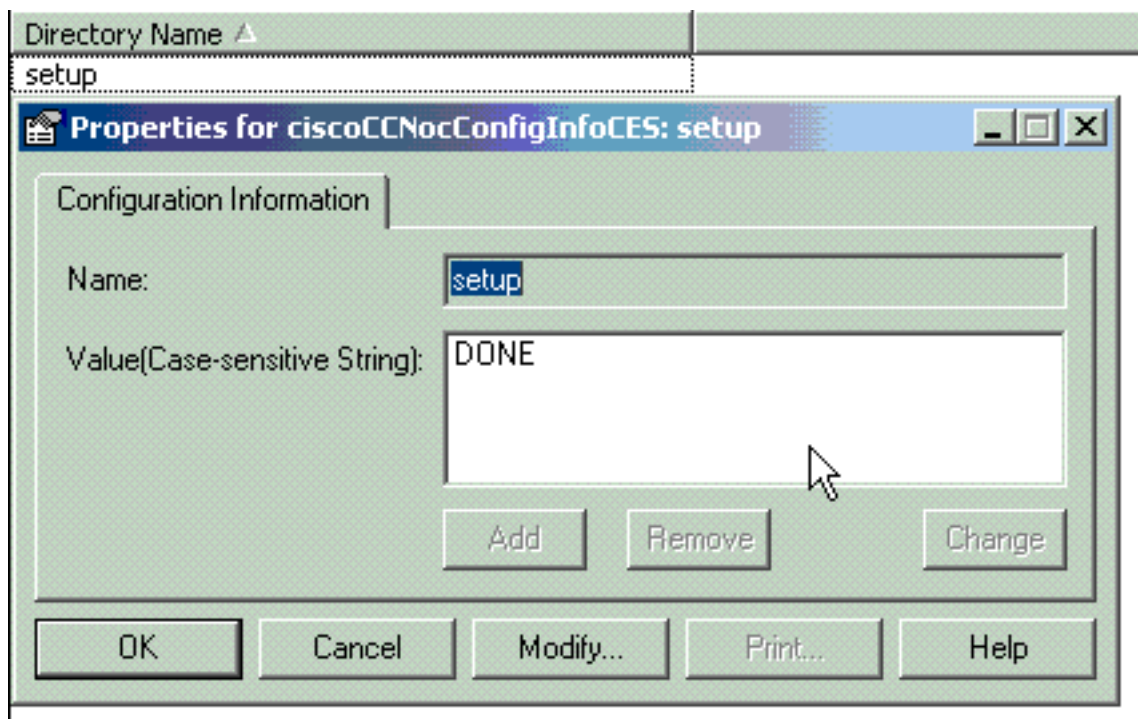 Directory Name
setup
Properties for ciscoCCNocConfigInfoCES: setup
Configuration Information
Name: setup
Value(Case-sensitive String): DONE
Add Remove Change
OK Cancel Modify... Print... Help